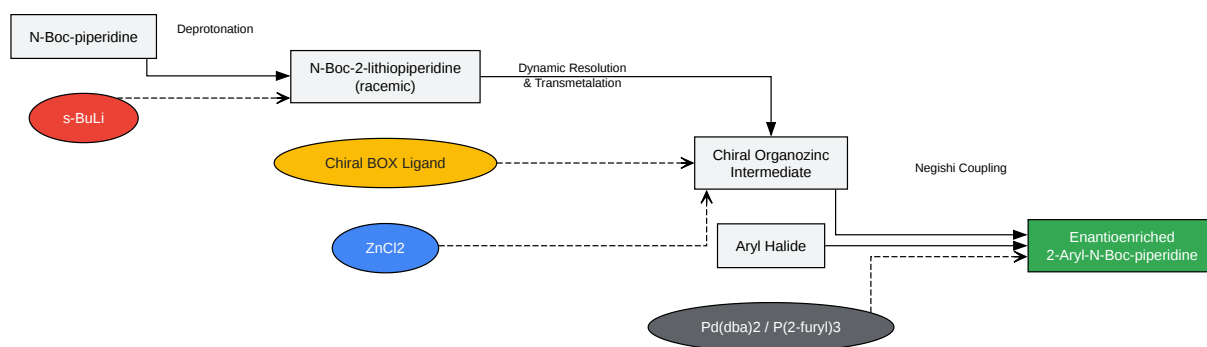 N-Boc-piperidine
Deprotonation
N-Boc-2-lithiopiperidine
(racemic)
Dynamic Resolution
& Transmetalation
s-BuLi
Chiral BOX Ligand
Chiral Organozinc
Intermediate
Negishi Coupling
ZnCl2
Aryl Halide
Enantioenriched
2-Aryl-N-Boc-piperidine
Pd(dba)2 / P(2-furyl)3